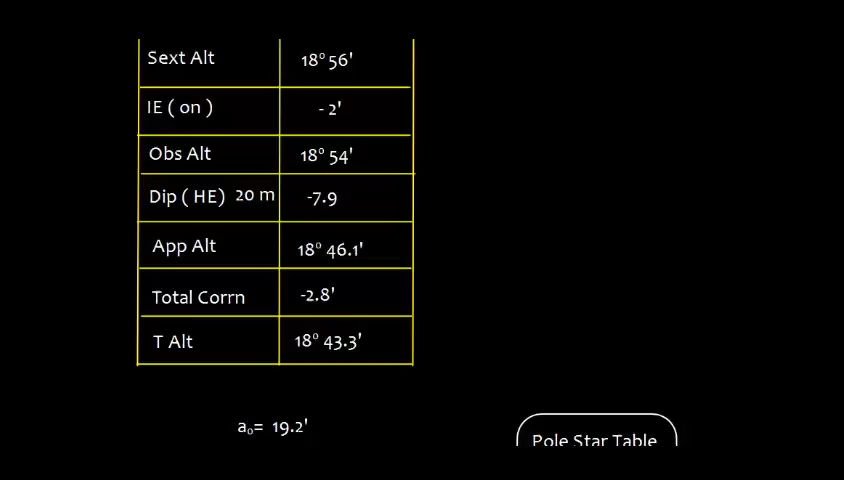 Sext Alt 18° 56'
IE ( on ) - 2'
Obs Alt 18° 54'
Dip ( HE) 20 m -7.9
App Alt 18° 46.1'
Total Corrn -2.8'
T Alt 18° 43.3'
a₀= 19.2'
Pole Star Table